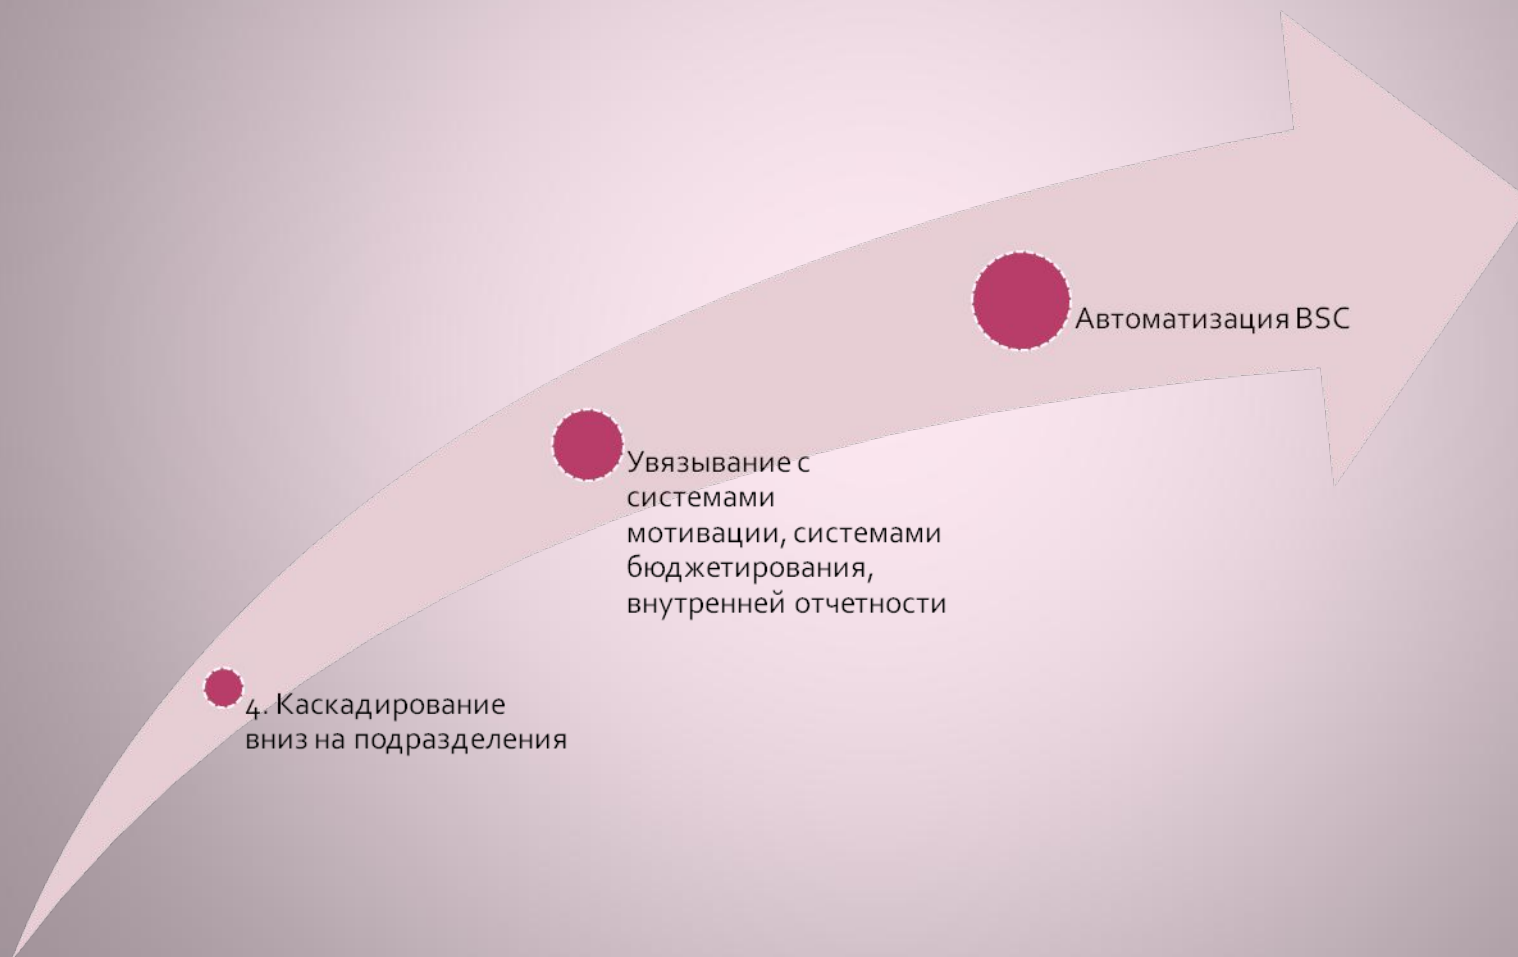 Автоматизация BSC
Увязывание с
системами
мотивации, системами
бюджетирования,
внутренней отчетности
4. Каскадирование
вниз на подразделения